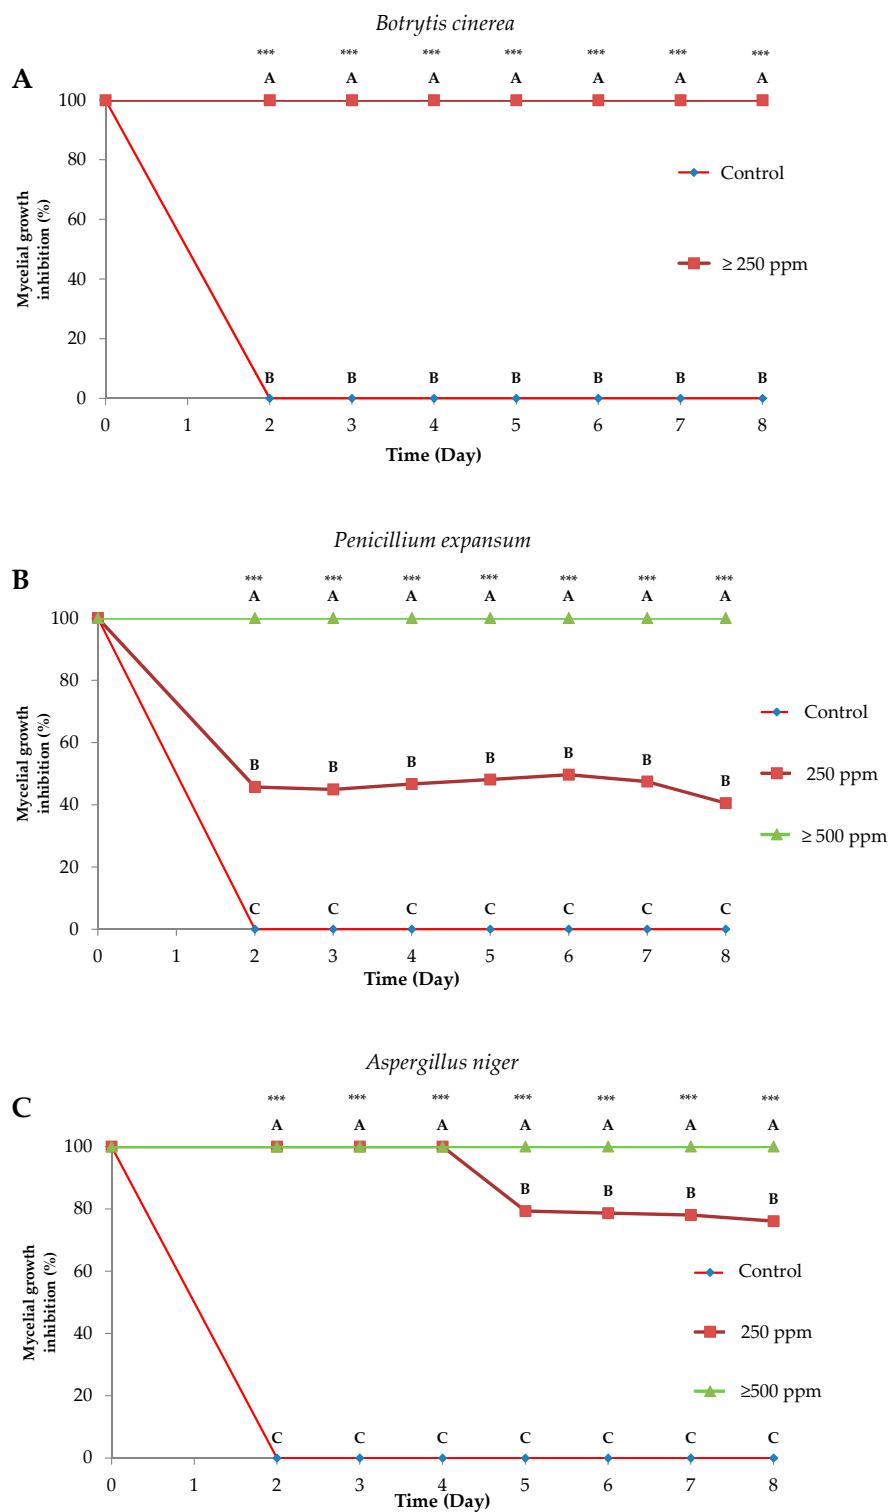 Botrytis cinerea
*** *** *** *** *** *** ***
A
A A A A A A A
100
80
60
40
20
0
Mycelial growth
inhibition (%)
Control
≥ 250 ppm
B B B B B B B
0 1 2 3 4 5 6 7 8
Time (Day)
Penicillium expansum
B
*** *** *** *** *** *** ***
A A A A A A A
100
80
60
40
20
0
Mycelial growth
inhibition (%)
Control
250 ppm
≥ 500 ppm
B B B B B B B
C C C C C C C
0 1 2 3 4 5 6 7 8
Time (Day)
Aspergillus niger
C
*** *** *** *** *** *** ***
A A A A A A A
100
80
60
40
20
0
Mycelial growth
inhibition (%)
B B B B
Control
250 ppm
≥500 ppm
C C C C C C C
0 1 2 3 4 5 6 7 8
Time (Day)